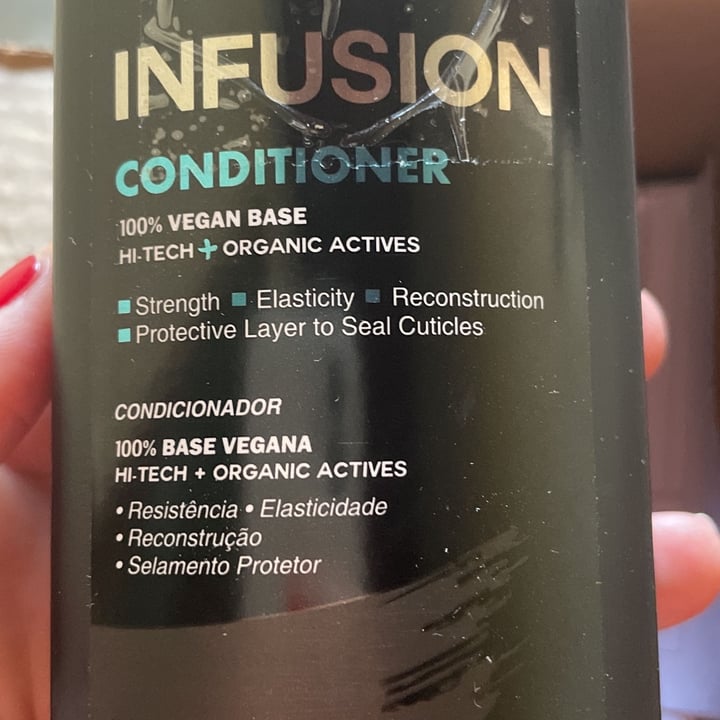 INFUSION
CONDITIONER
100% VEGAN BASE
HI-TECH + ORGANIC ACTIVES
■ Strength ■ Elasticity ■ Reconstruction
■ Protective Layer to Seal Cuticles
CONDICIONADOR
100% BASE VEGANA
HI-TECH + ORGANIC ACTIVES
• Resistência • Elasticidade
• Reconstrução
• Selamento Protetor